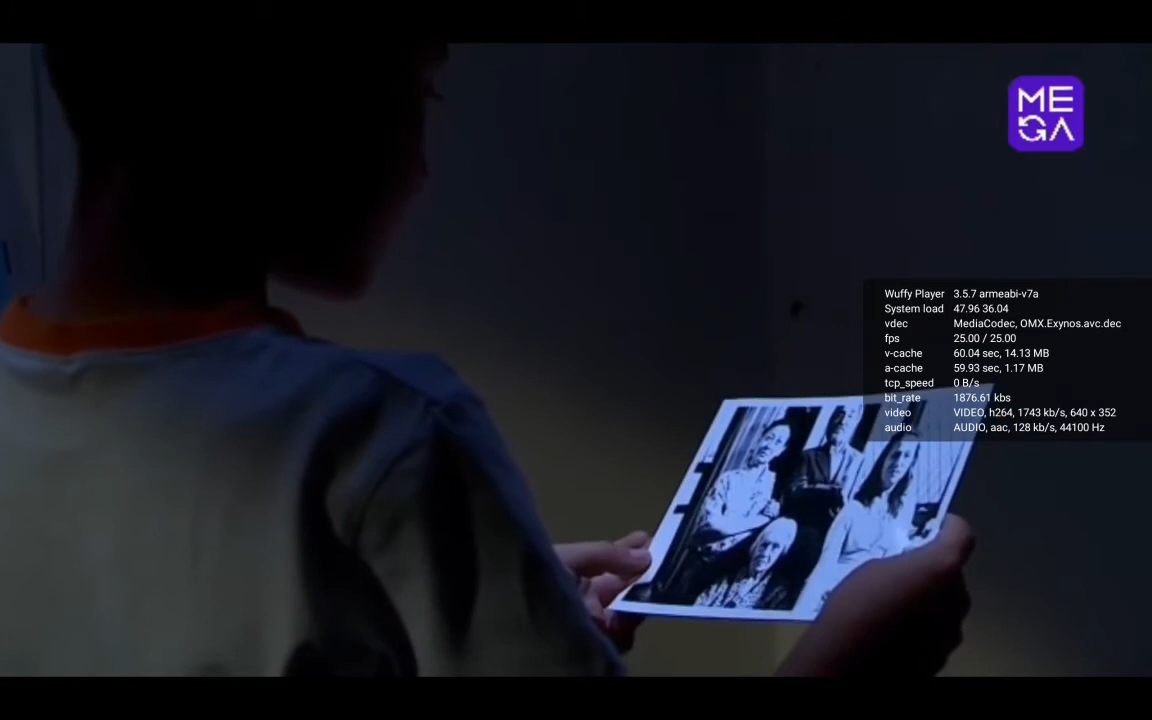 ME
GA
Wuffy Player 3.5.7 armeabi-v7a
System load 47.96 36.04
vdec MediaCodec, OMX.Exynos.avc.dec
fps 25.00 / 25.00
v-cache 60.04 sec, 14.13 MB
a-cache 59.93 sec, 1.17 MB
tcp_speed 0 B/s
bit_rate 1876.61 kbs
video VIDEO, h264, 1743 kb/s, 640 x 352
audio AUDIO, aac, 128 kb/s, 44100 Hz